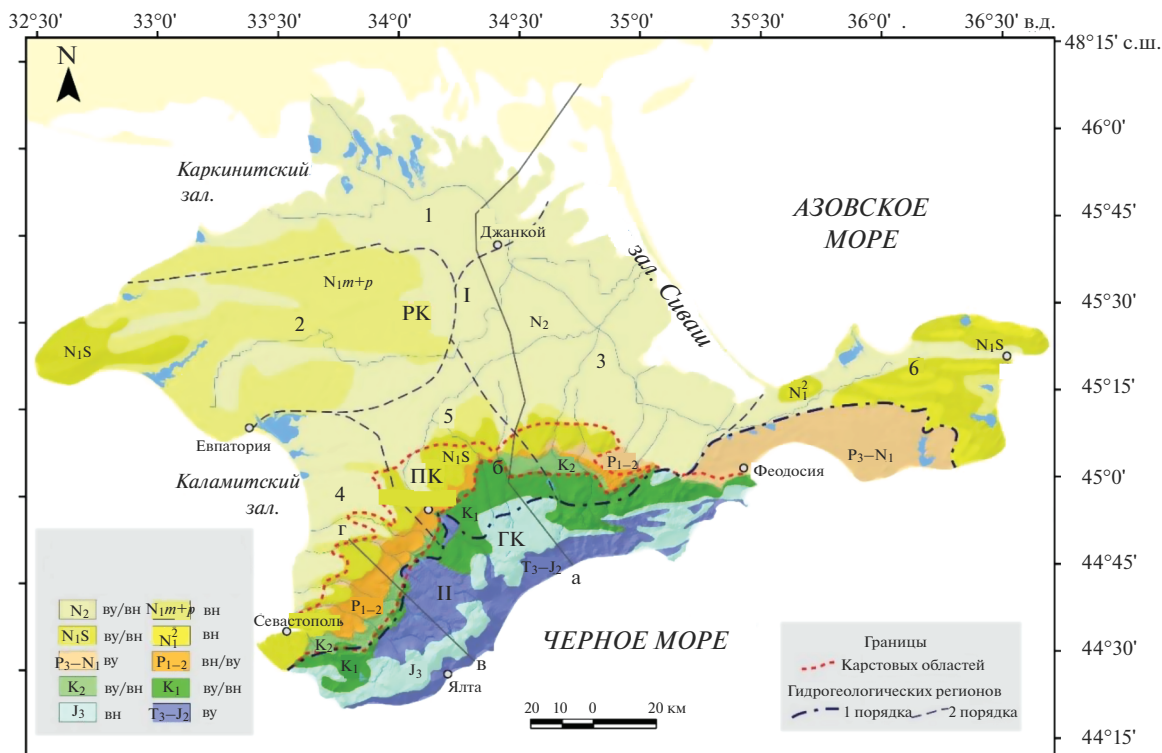 32°30' 33°0' 33°5' 34°0' 34°5' 35°0' 35°5' 36°0' . 36°30' в.д.
48°15' с.ш.
N
46°0'
Каркинитский
зал.
1
АЗОВСКОЕ
МОРЕ
45°45'
Джанкой
зал. Сиваш
N₁m+p
I
45°30'
2
РК
N₂
N₁S
3
N₁S
6
N₁²
45°15'
5
Евпатория
P₃–N₁
N₁S
б
K₂
P₁₋₂
Феодосия
45°0'
Каламитский
зал.
ПК
4
K₁
г
ГК
T₃–J₂
44°45'
а
II
P₁₋₂
Севастополь
ЧЕРНОЕ МОРЕ
K₂
44°30'
K₁
J₃
в
Ялта
20 10 0 20 км
44°15'
N₂ ву/вн N₁m+p вн
N₁S ву/вн N₁² вн
P₃–N₁ ву P₁₋₂ вн/ву
K₂ ву/вн K₁ ву/вн
J₃ вн T₃–J₂ ву
Границы
Карстовых областей
Гидрогеологических регионов
1 порядка 2 порядка